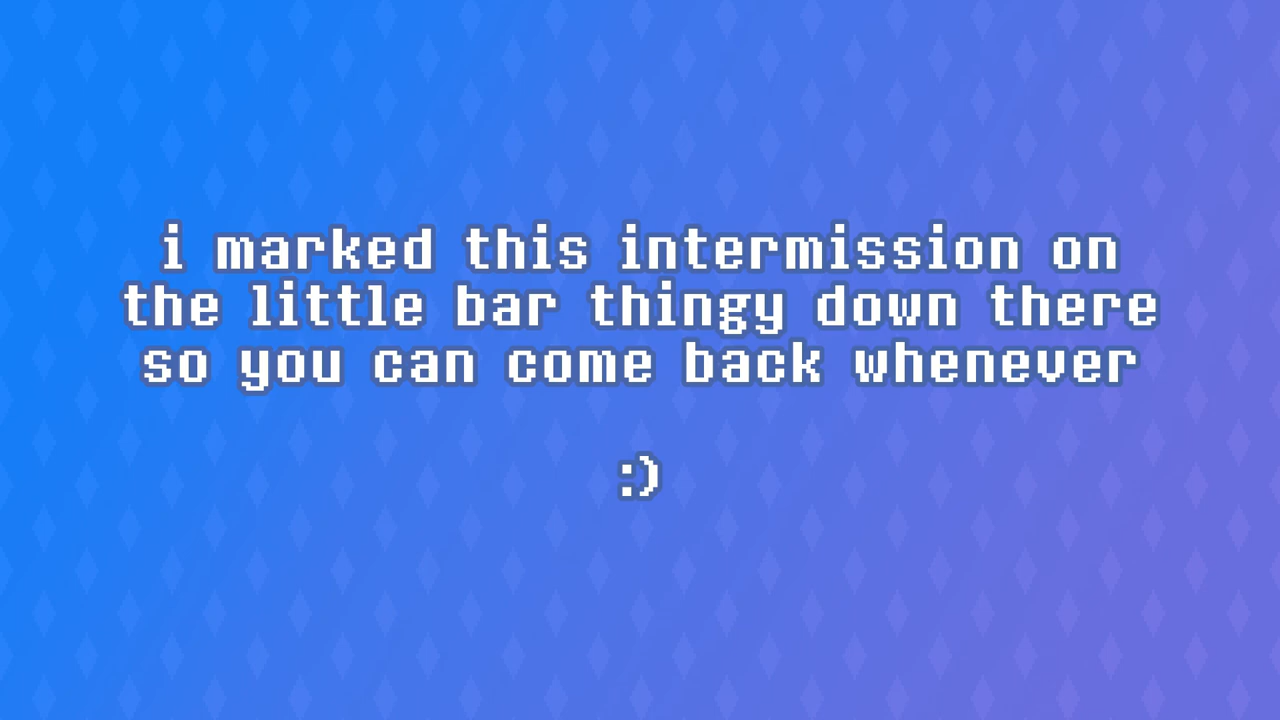 i marked this intermission on
the little bar thingy down there
so you can come back whenever
:)